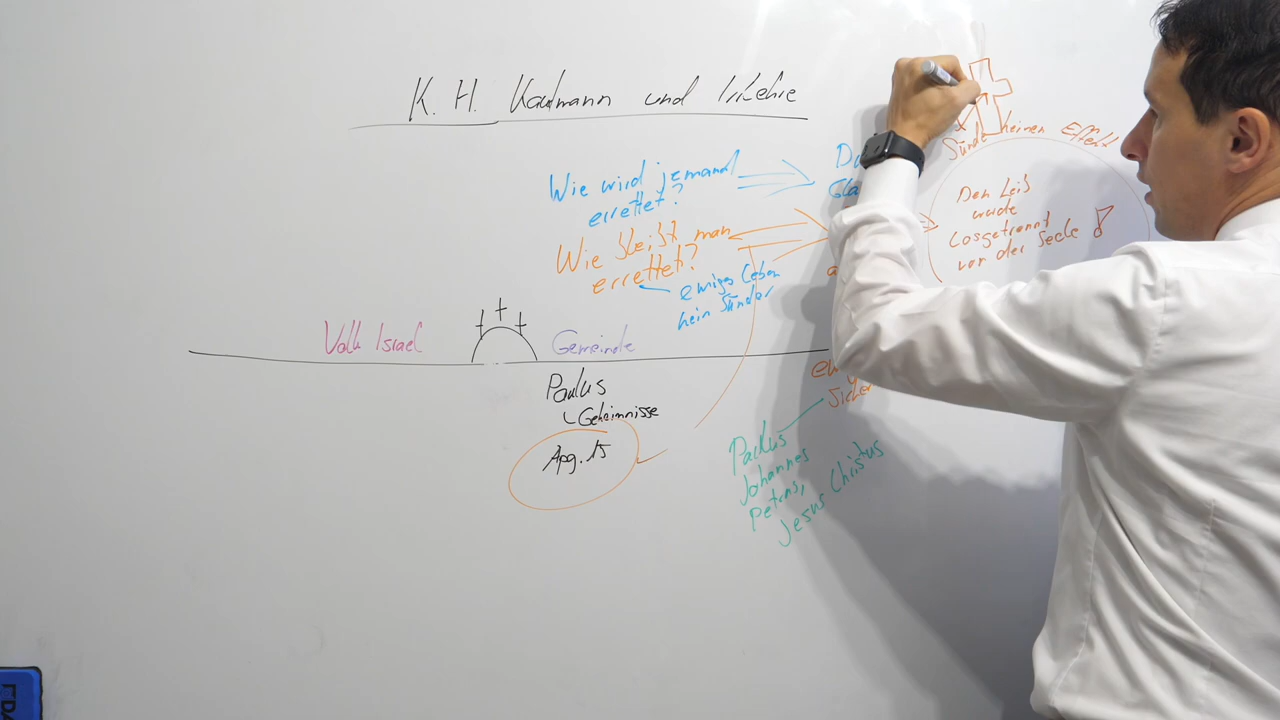 K. H. Kaufmann und Irrlehre
Wie wird jemand
errettet?
Wie bleibt man
errettet?
ewiges Leben
kein Sünder
Sünde keinen Effekt
Den Leib
wurde
losgetrennt
von der Seele
Volk Israel
Gemeinde
Paulus
Geheimnisse
Apg. 15
Paulus
Johannes
Petrus,
Jesus Christus